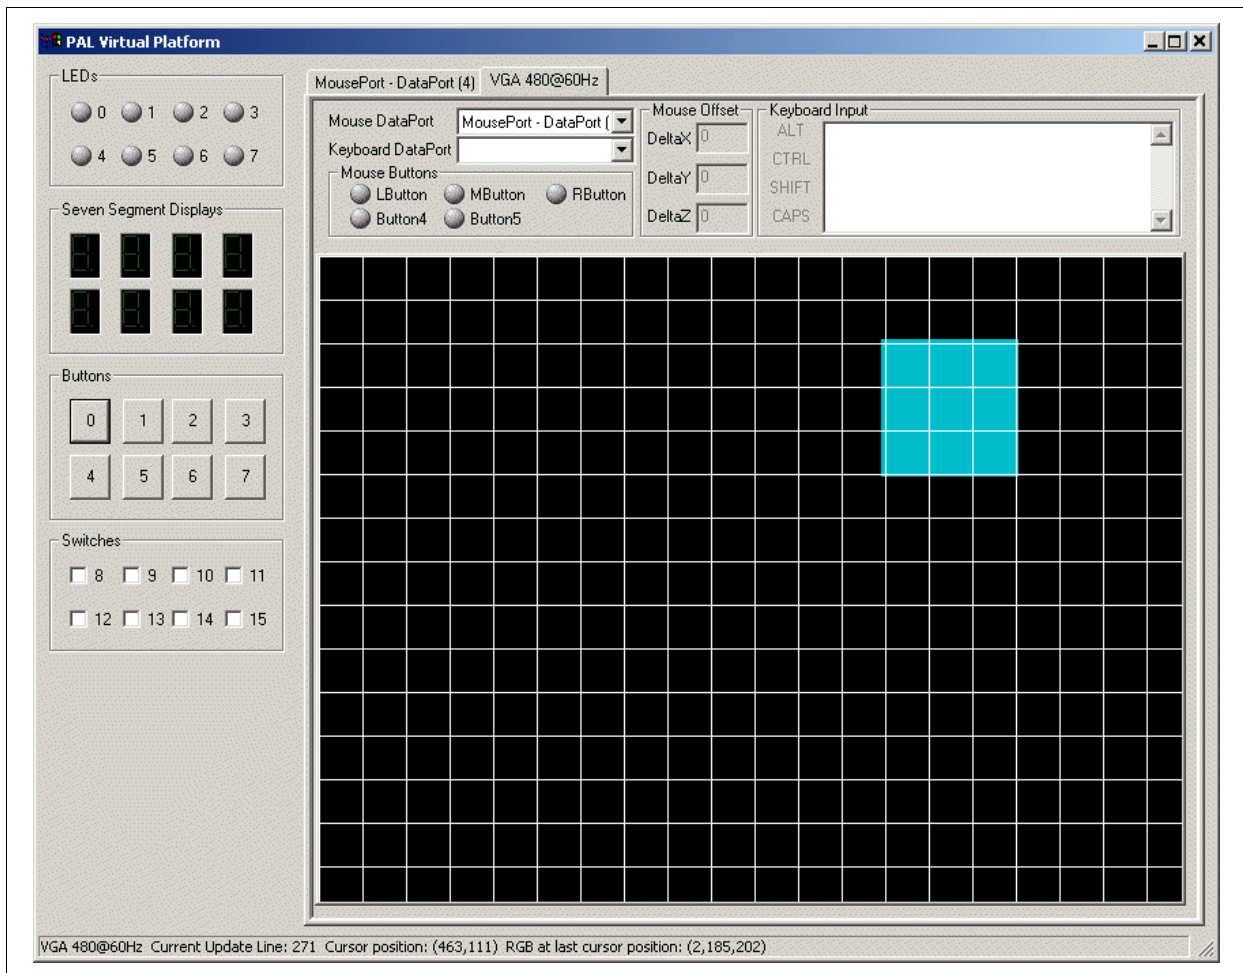 PAL Virtual Platform
LEDs
0 1 2 3
4 5 6 7
Seven Segment Displays
Buttons
0 1 2 3
4 5 6 7
Switches
8 9 10 11
12 13 14 15
MousePort - DataPort (4) VGA 480@60Hz
Mouse DataPort MousePort - DataPort (
Keyboard DataPort
Mouse Buttons
LButton MButton RButton
Button4 Button5
Mouse Offset
DeltaX 0
DeltaY 0
DeltaZ 0
Keyboard Input
ALT
CTRL
SHIFT
CAPS
VGA 480@60Hz Current Update Line: 271 Cursor position: (463,111) RGB at last cursor position: (2,185,202)